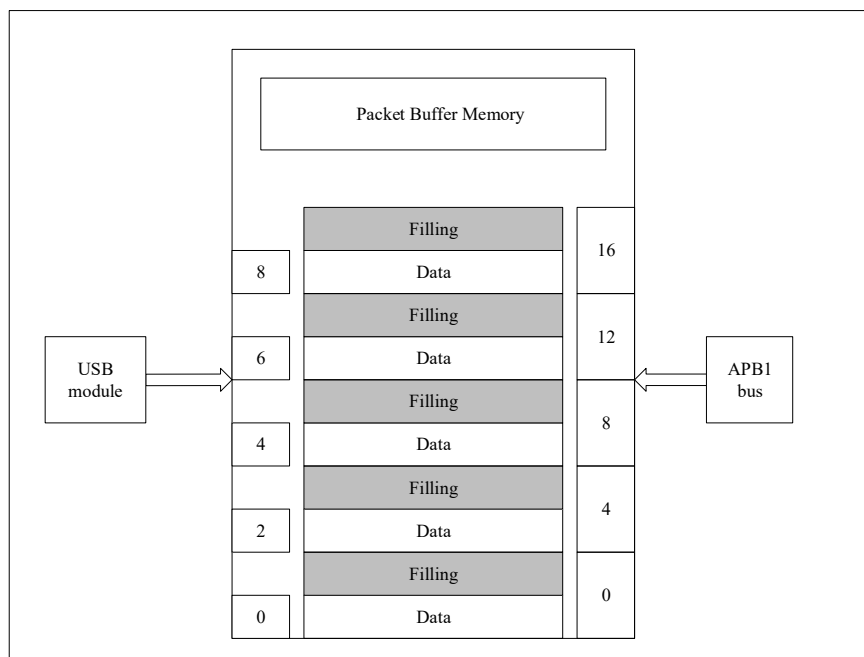 Packet Buffer Memory
Filling
16
8
Data
Filling
12
USB
module
6
Data
APB1
bus
Filling
8
4
Data
Filling
4
2
Data
Filling
0
0
Data